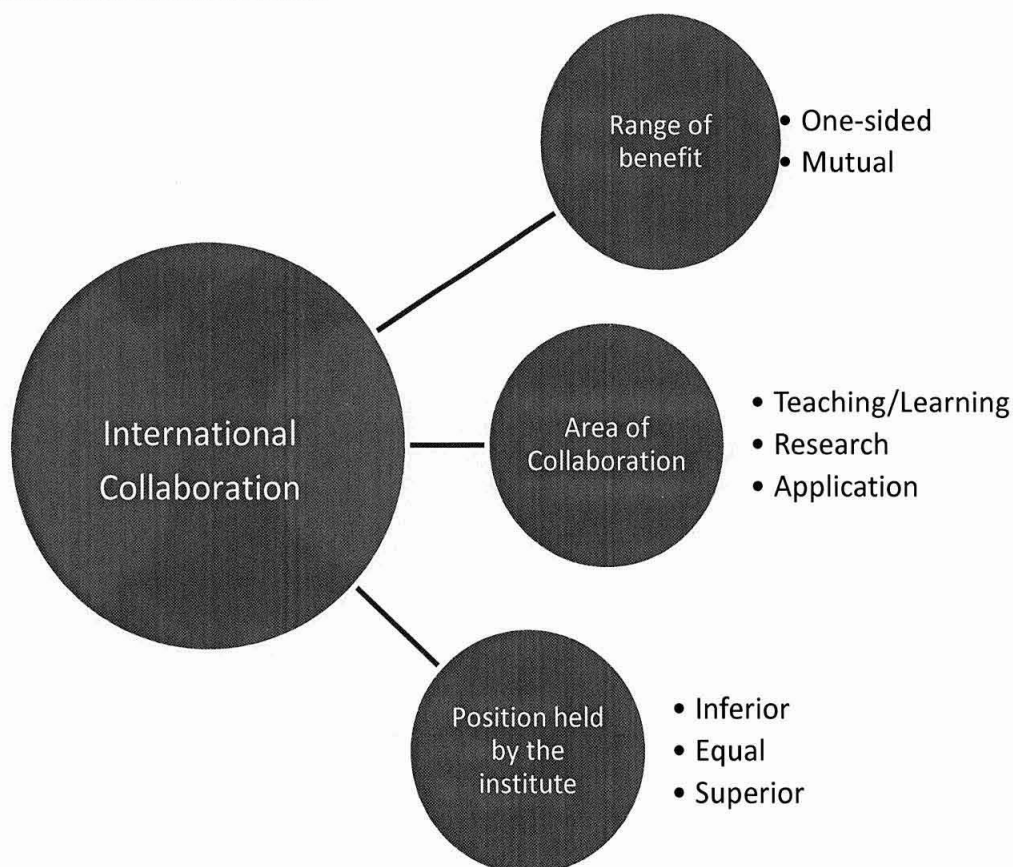 Range of
benefit
• One-sided
• Mutual
International
Collaboration
Area of
Collaboration
• Teaching/Learning
• Research
• Application
Position held
by the
institute
• Inferior
• Equal
• Superior